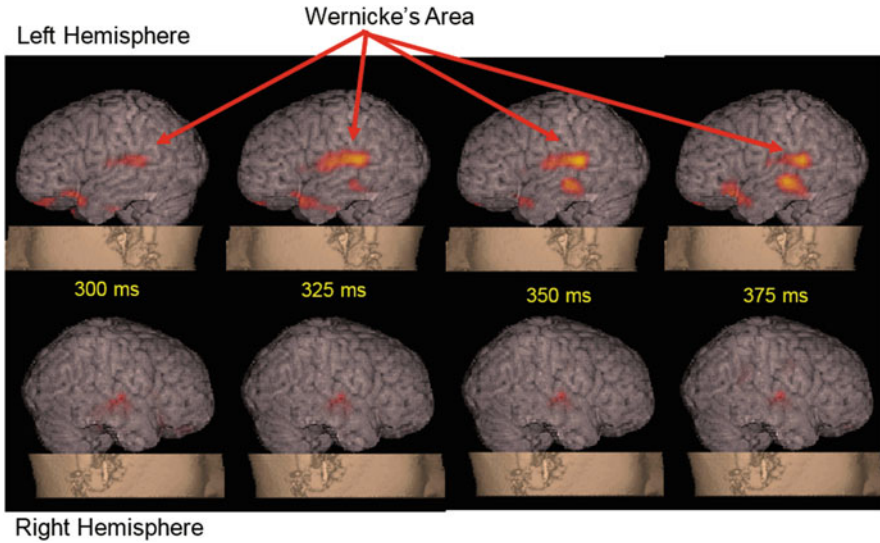 Wernicke's Area
Left Hemisphere
300 ms
325 ms
350 ms
375 ms
Right Hemisphere